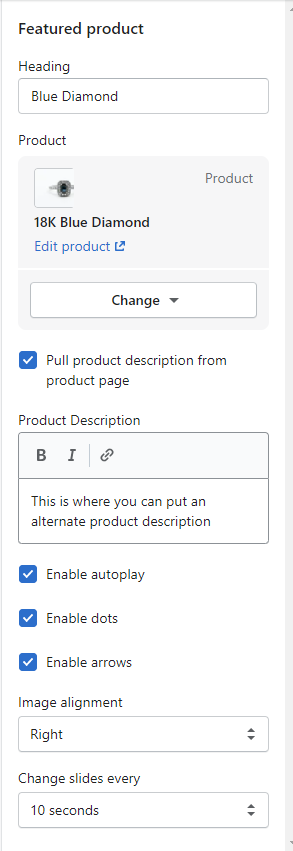 Featured product
Heading
Blue Diamond
Product
Product
18K Blue Diamond
Edit product
Change
Pull product description from
product page
Product Description
B I
This is where you can put an
alternate product description
Enable autoplay
Enable dots
Enable arrows
Image alignment
Right
Change slides every
10 seconds